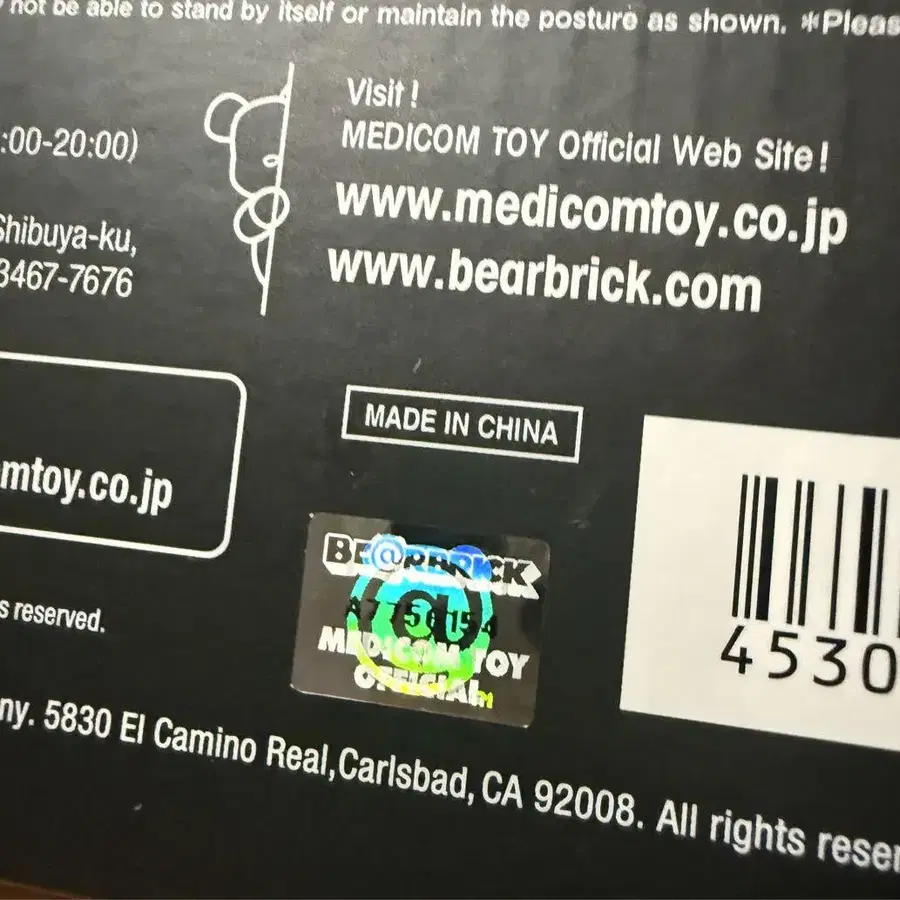 not be able to stand by itself or maintain the posture as shown. *Pleas
:00-20:00)
Shibuya-ku,
3467-7676
Visit!
MEDICOM TOY Official Web Site!
www.medicomtoy.co.jp
www.bearbrick.com
MADE IN CHINA
mtoy.co.jp
s reserved.
BE@RBRICK
A7756154
MEDICOM TOY
OFFICIAL
4530
ny. 5830 El Camino Real,Carlsbad, CA 92008. All rights reser